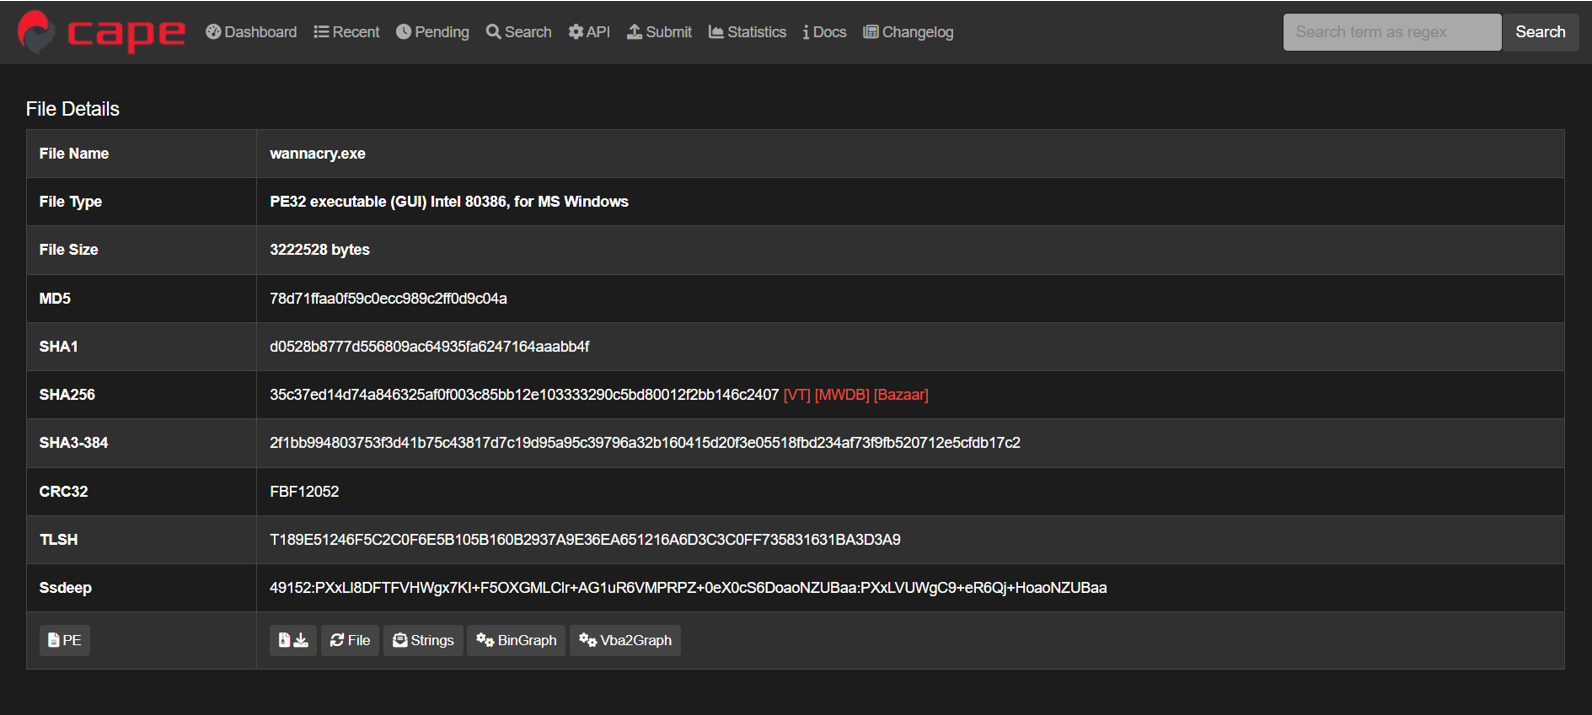 cape Dashboard Recent Pending Search API Submit Statistics Docs Changelog Search term as regex Search
File Details
File Name wannacry.exe
File Type PE32 executable (GUI) Intel 80386, for MS Windows
File Size 3222528 bytes
MD5 78d71ffaa0f59c0ecc989c2ff0d9c04a
SHA1 d0528b8777d556809ac64935fa6247164aaabb4f
SHA256 35c37ed14d74a846325af0f003c85bb12e103333290c5bd80012f2bb146c2407 [VT] [MWDB] [Bazaar]
SHA3-384 2f1bb994803753f3d41b75c43817d7c19d95a95c39796a32b160415d20f3e05518fbd234af73f9fb520712e5cfdb17c2
CRC32 FBF12052
TLSH T189E51246F5C2C0F6E5B105B160B2937A9E36EA651216A6D3C3C0FF735831631BA3D3A9
Ssdeep 49152:PXxLl8DFTFVHWgx7KI+F5OXGMLClr+AG1uR6VMPRPZ+0eX0cS6DoaoNZUBaa:PXxLVUWgC9+eR6Qj+HoaoNZUBaa
PE File Strings BinGraph Vba2Graph